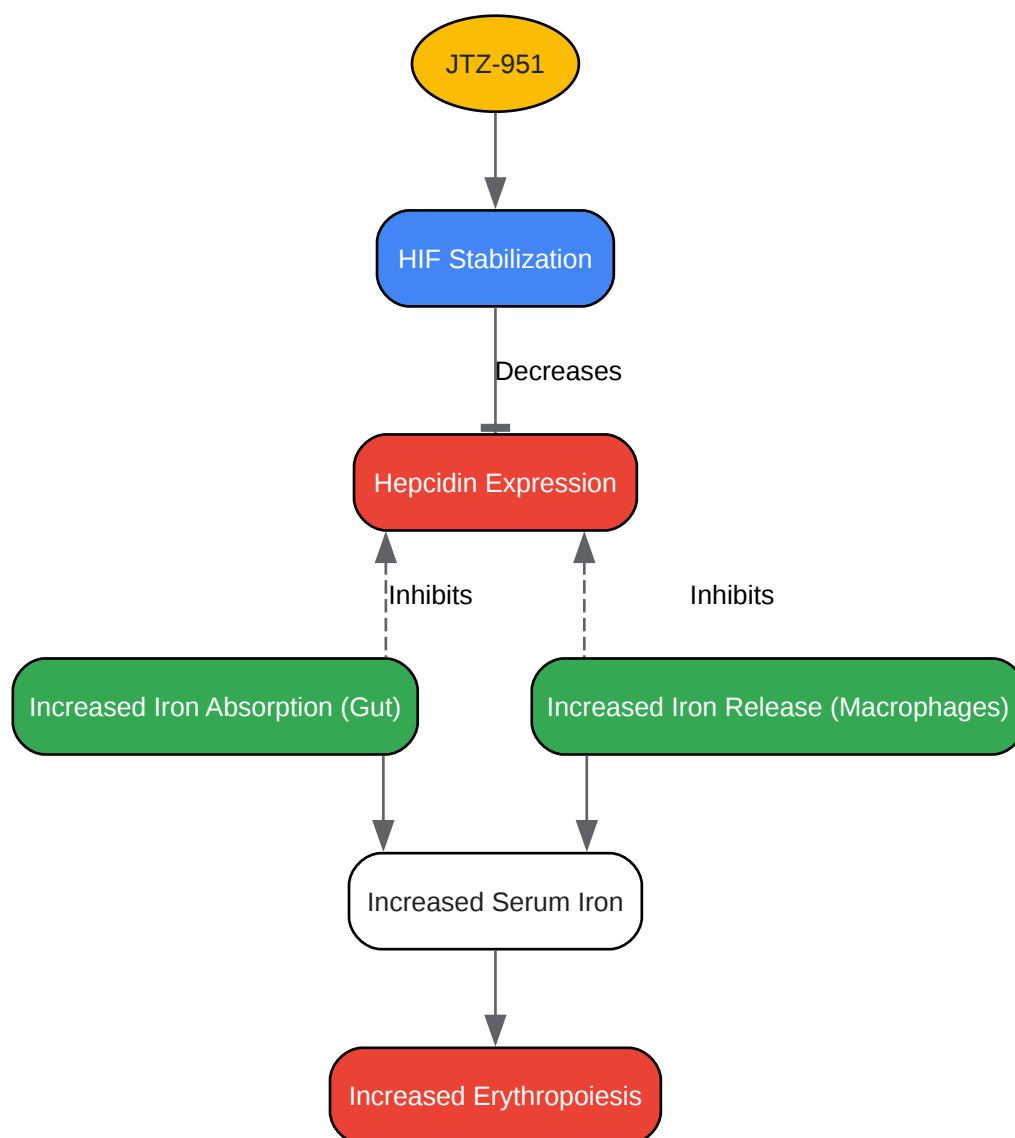 JTZ-951
HIF Stabilization
Decreases
Hepcidin Expression
Inhibits
Inhibits
Increased Iron Absorption (Gut)
Increased Iron Release (Macrophages)
Increased Serum Iron
Increased Erythropoiesis